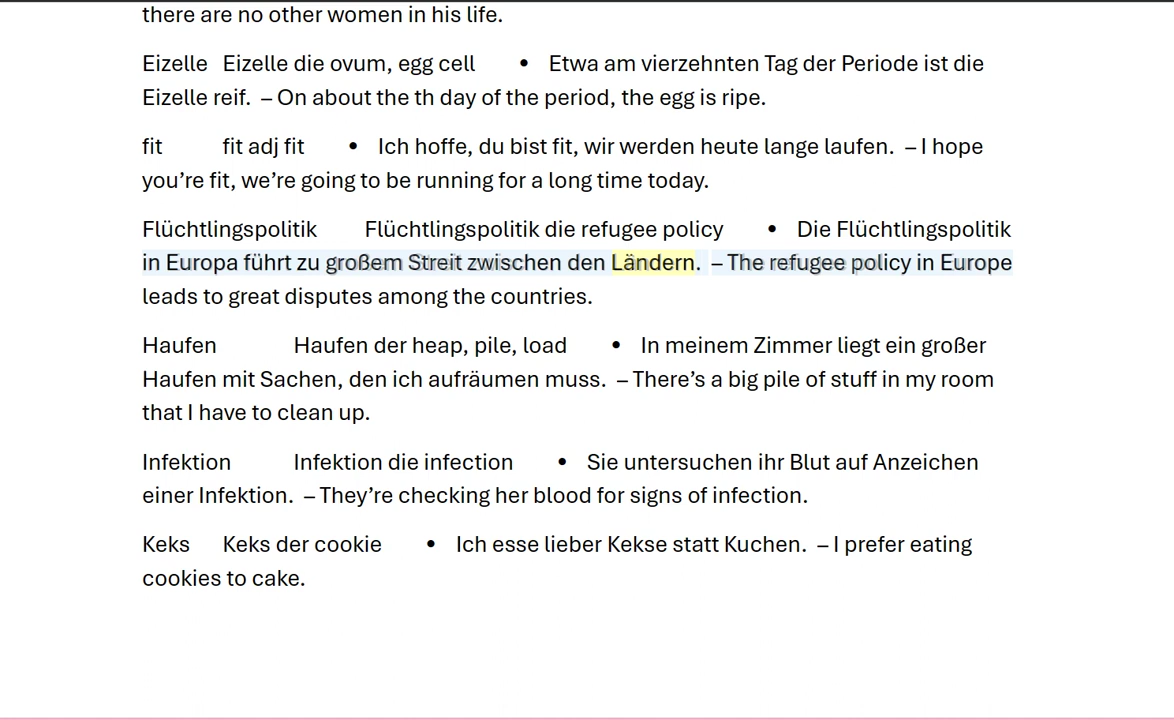 there are no other women in his life.
Eizelle Eizelle die ovum, egg cell • Etwa am vierzehnten Tag der Periode ist die
Eizelle reif. – On about the th day of the period, the egg is ripe.
fit fit adj fit • Ich hoffe, du bist fit, wir werden heute lange laufen. – I hope
you’re fit, we’re going to be running for a long time today.
Flüchtlingspolitik Flüchtlingspolitik die refugee policy • Die Flüchtlingspolitik
in Europa führt zu großem Streit zwischen den Ländern. – The refugee policy in Europe
leads to great disputes among the countries.
Haufen Haufen der heap, pile, load • In meinem Zimmer liegt ein großer
Haufen mit Sachen, den ich aufräumen muss. – There’s a big pile of stuff in my room
that I have to clean up.
Infektion Infektion die infection • Sie untersuchen ihr Blut auf Anzeichen
einer Infektion. – They’re checking her blood for signs of infection.
Keks Keks der cookie • Ich esse lieber Kekse statt Kuchen. – I prefer eating
cookies to cake.